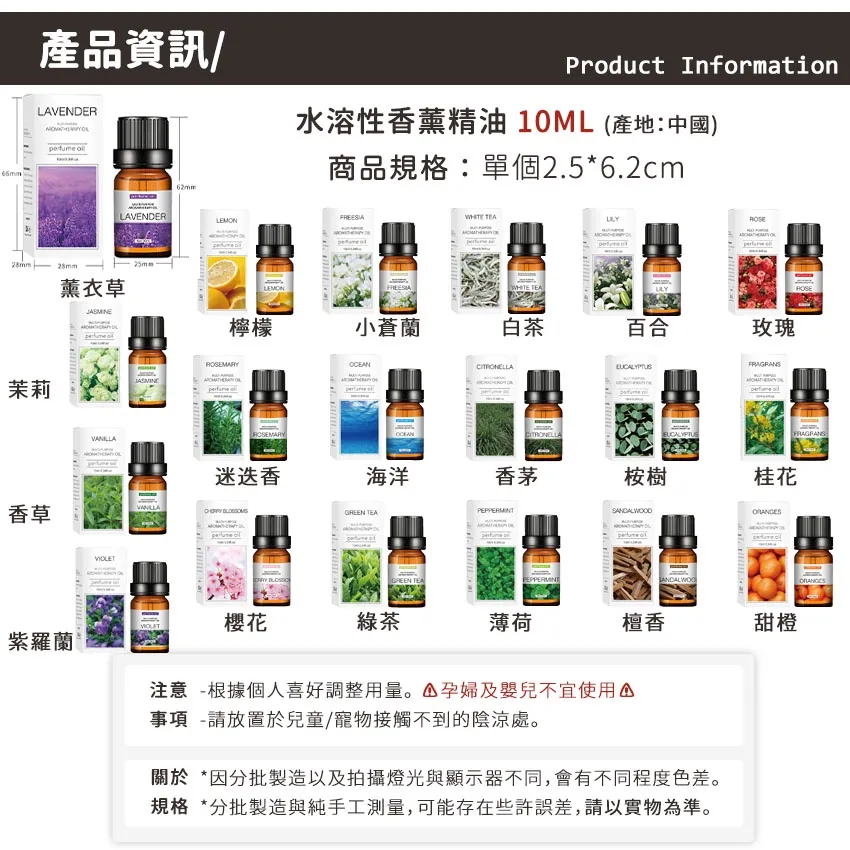 產品資訊/
Product Information
水溶性香薰精油 10ML (產地:中國)
商品規格：單個2.5*6.2cm
LAVENDER
MULTI-PURPOSE
AROMATHERAPY OIL
perfume oil
LAVENDER
66mm
62mm
28mm
28mm
25mm
薰衣草
LEMON
perfume oil
LEMON
檸檬
FREESIA
perfume oil
FREESIA
小蒼蘭
WHITE TEA
perfume oil
WHITE TEA
白茶
LILY
perfume oil
LILY
百合
ROSE
perfume oil
ROSE
玫瑰
JASMINE
perfume oil
JASMINE
茉莉
ROSEMARY
perfume oil
ROSEMARY
迷迭香
OCEAN
perfume oil
OCEAN
海洋
CITRONELLA
perfume oil
CITRONELLA
香茅
EUCALYPTUS
perfume oil
EUCALYPTUS
桉樹
FRAGRANS
perfume oil
FRAGRANS
桂花
VANILLA
perfume oil
VANILLA
香草
CHERRY BLOSSOMS
perfume oil
ERRY BLOSSO
櫻花
GREEN TEA
perfume oil
GREEN TEA
綠茶
PEPPERMINT
perfume oil
PEPPERMINT
薄荷
SANDALWOOD
perfume oil
SANDALWOO
檀香
ORANGES
perfume oil
ORANGES
甜橙
VIOLET
perfume oil
VIOLET
紫羅蘭
注意 -根據個人喜好調整用量。⚠孕婦及嬰兒不宜使用⚠
事項 -請放置於兒童/寵物接觸不到的陰涼處。
關於 *因分批製造以及拍攝燈光與顯示器不同,會有不同程度色差。
規格 *分批製造與純手工測量,可能存在些許誤差,請以實物為準。